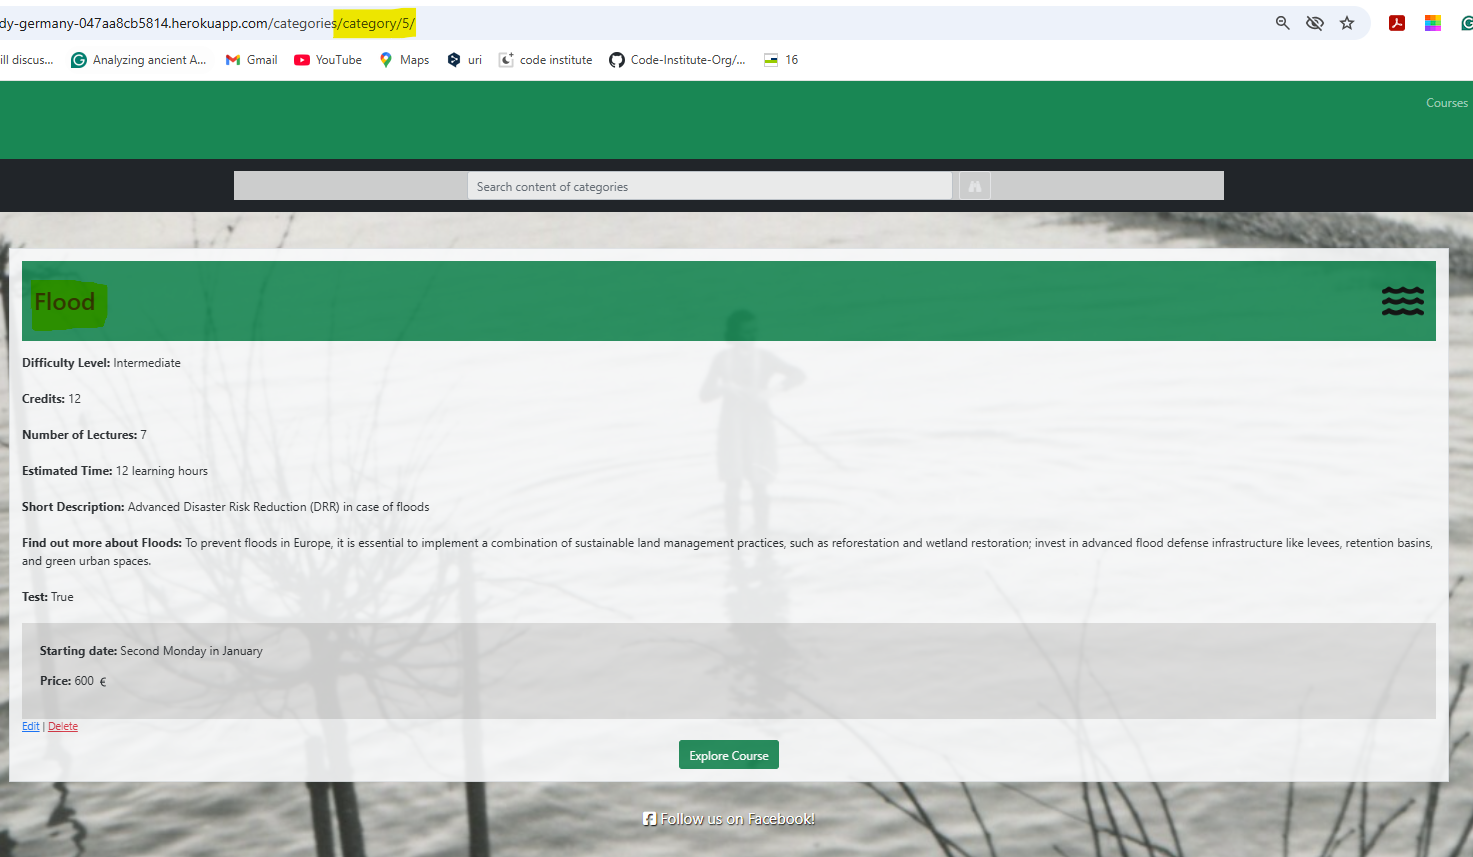 dy-germany-047aa8cb5814.herokuapp.com/categories/category/5/
ill discus... Analyzing ancient A... Gmail YouTube Maps uri code institute Code-Institute-Org/... 16
Courses
Search content of categories
Flood
Difficulty Level: Intermediate
Credits: 12
Number of Lectures: 7
Estimated Time: 12 learning hours
Short Description: Advanced Disaster Risk Reduction (DRR) in case of floods
Find out more about Floods: To prevent floods in Europe, it is essential to implement a combination of sustainable land management practices, such as reforestation and wetland restoration; invest in advanced flood defense infrastructure like levees, retention basins,
and green urban spaces.
Test: True
Starting date: Second Monday in January
Price: 600 €
Edit | Delete
Explore Course
Follow us on Facebook!